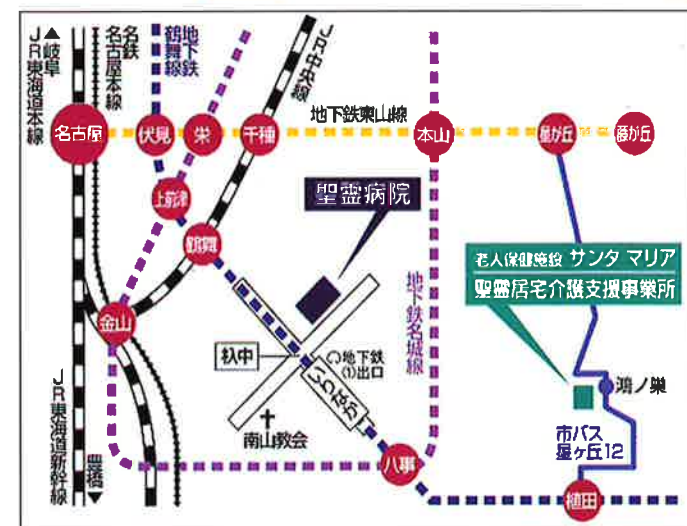 ▲岐阜
JR東海道本線
名鉄
名古屋本線
地下鉄
鶴舞線
JR中央線
地下鉄東山線
名古屋
伏見
栄
千種
本山
星が丘
藤が丘
上前津
鶴舞
聖霊病院
老人保健施設 サンタ マリア
聖霊居宅介護支援事業所
地下鉄名城線
金山
杁中
地下鉄
①出口
いりなか
南山教会
鴻ノ巣
市バス
星ヶ丘12
八事
植田
JR東海道新幹線
豊橋▼